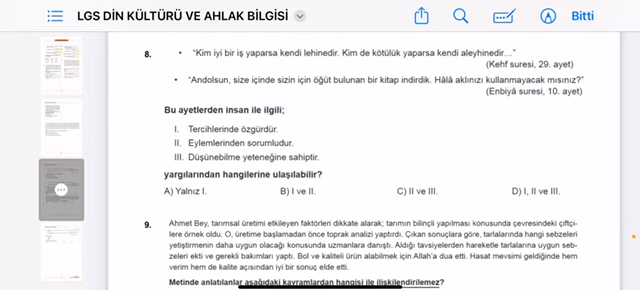 LGS DİN KÜLTÜRÜ VE AHLAK BİLGİSİ
Bitti
8.
• "Kim iyi bir iş yaparsa kendi lehinedir. Kim de kötülük yaparsa kendi aleyhinedir…"
(Kehf suresi, 29. ayet)
• "Andolsun, size içinde sizin için öğüt bulunan bir kitap indirdik. Hâlâ aklınızı kullanmayacak mısınız?"
(Enbiyâ suresi, 10. ayet)
Bu ayetlerden insan ile ilgili;
I. Tercihlerinde özgürdür.
II. Eylemlerinden sorumludur.
III. Düşünebilme yeteneğine sahiptir.
yargılarından hangilerine ulaşılabilir?
A) Yalnız I. B) I ve II. C) II ve III. D) I, II ve III.
9. Ahmet Bey, tarımsal üretimi etkileyen faktörleri dikkate alarak; tarımın bilinçli yapılması konusunda çevresindeki çiftçi-
lere örnek oldu. O, üretime başlamadan önce toprak analizi yaptırdı. Çıkan sonuçlara göre, tarlalarında hangi sebzeleri
yetiştirmenin daha uygun olacağı konusunda uzmanlara danıştı. Aldığı tavsiyelerden hareketle tarlalarına uygun seb-
zeleri ekti ve gerekli bakımları yaptı. Bol ve kaliteli ürün alabilmek için Allah'a dua etti. Hasat mevsimi geldiğinde hem
verim hem de kalite açısından iyi bir sonuç elde etti.
Metinde anlatılanlar aşağıdaki kavramlardan hangisi ile ilişkilendirilemez?